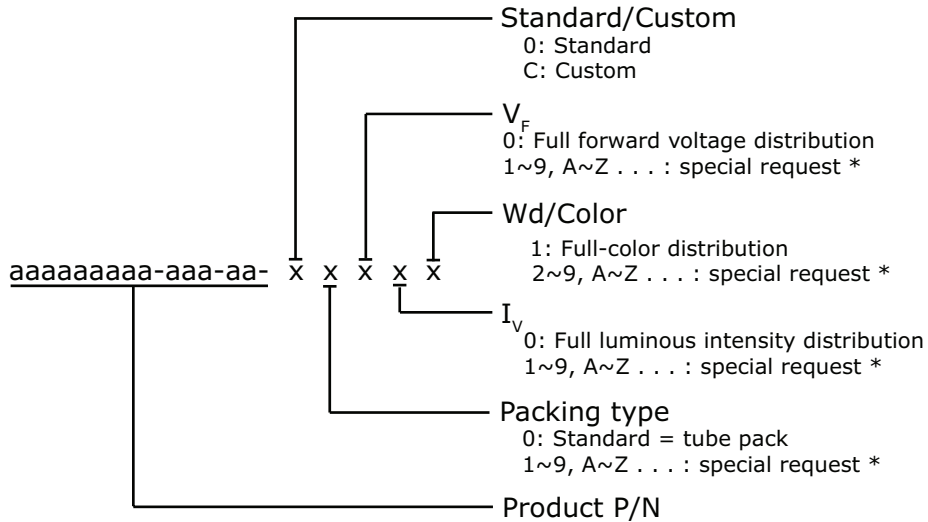 Standard/Custom
0: Standard
C: Custom
VF
0: Full forward voltage distribution
1~9, A~Z . . . : special request *
Wd/Color
1: Full-color distribution
2~9, A~Z . . . : special request *
aaaaaaaaa-aaa-aa- x x x x x
IV
0: Full luminous intensity distribution
1~9, A~Z . . . : special request *
Packing type
0: Standard = tube pack
1~9, A~Z . . . : special request *
Product P/N